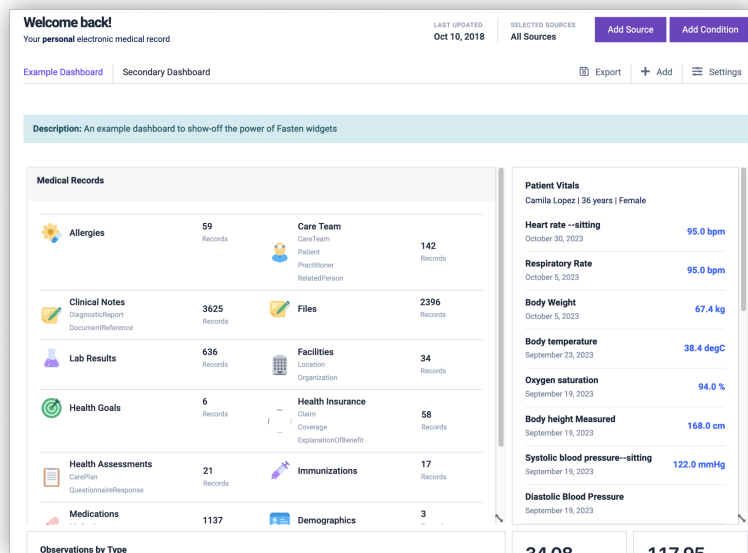 Welcome back!
Your personal electronic medical record
LAST UPDATED
Oct 10, 2018
SELECTED SOURCES
All Sources
Add Source
Add Condition
Example Dashboard
Secondary Dashboard
Export
Add
Settings
Description: An example dashboard to show-off the power of Fasten widgets
Medical Records
Allergies
59
Records
Care Team
CareTeam
Patient
Practitioner
RelatedPerson
142
Records
Clinical Notes
DiagnosticReport
DocumentReference
3625
Records
Files
2396
Records
Lab Results
636
Records
Facilities
Location
Organization
34
Records
Health Goals
6
Records
Health Insurance
Claim
Coverage
ExplanationOfBenefit
58
Records
Health Assessments
CarePlan
QuestionnaireResponse
21
Records
Immunizations
17
Records
Medications
1137
Demographics
3
Patient Vitals
Camila Lopez | 36 years | Female
Heart rate --sitting
October 30, 2023
95.0 bpm
Respiratory Rate
October 5, 2023
95.0 bpm
Body Weight
October 5, 2023
67.4 kg
Body temperature
September 23, 2023
38.4 degC
Oxygen saturation
September 19, 2023
94.0 %
Body height Measured
September 19, 2023
168.0 cm
Systolic blood pressure--sitting
September 19, 2023
122.0 mmHg
Diastolic Blood Pressure
September 19, 2023
Observations by Type
34.08
117.95